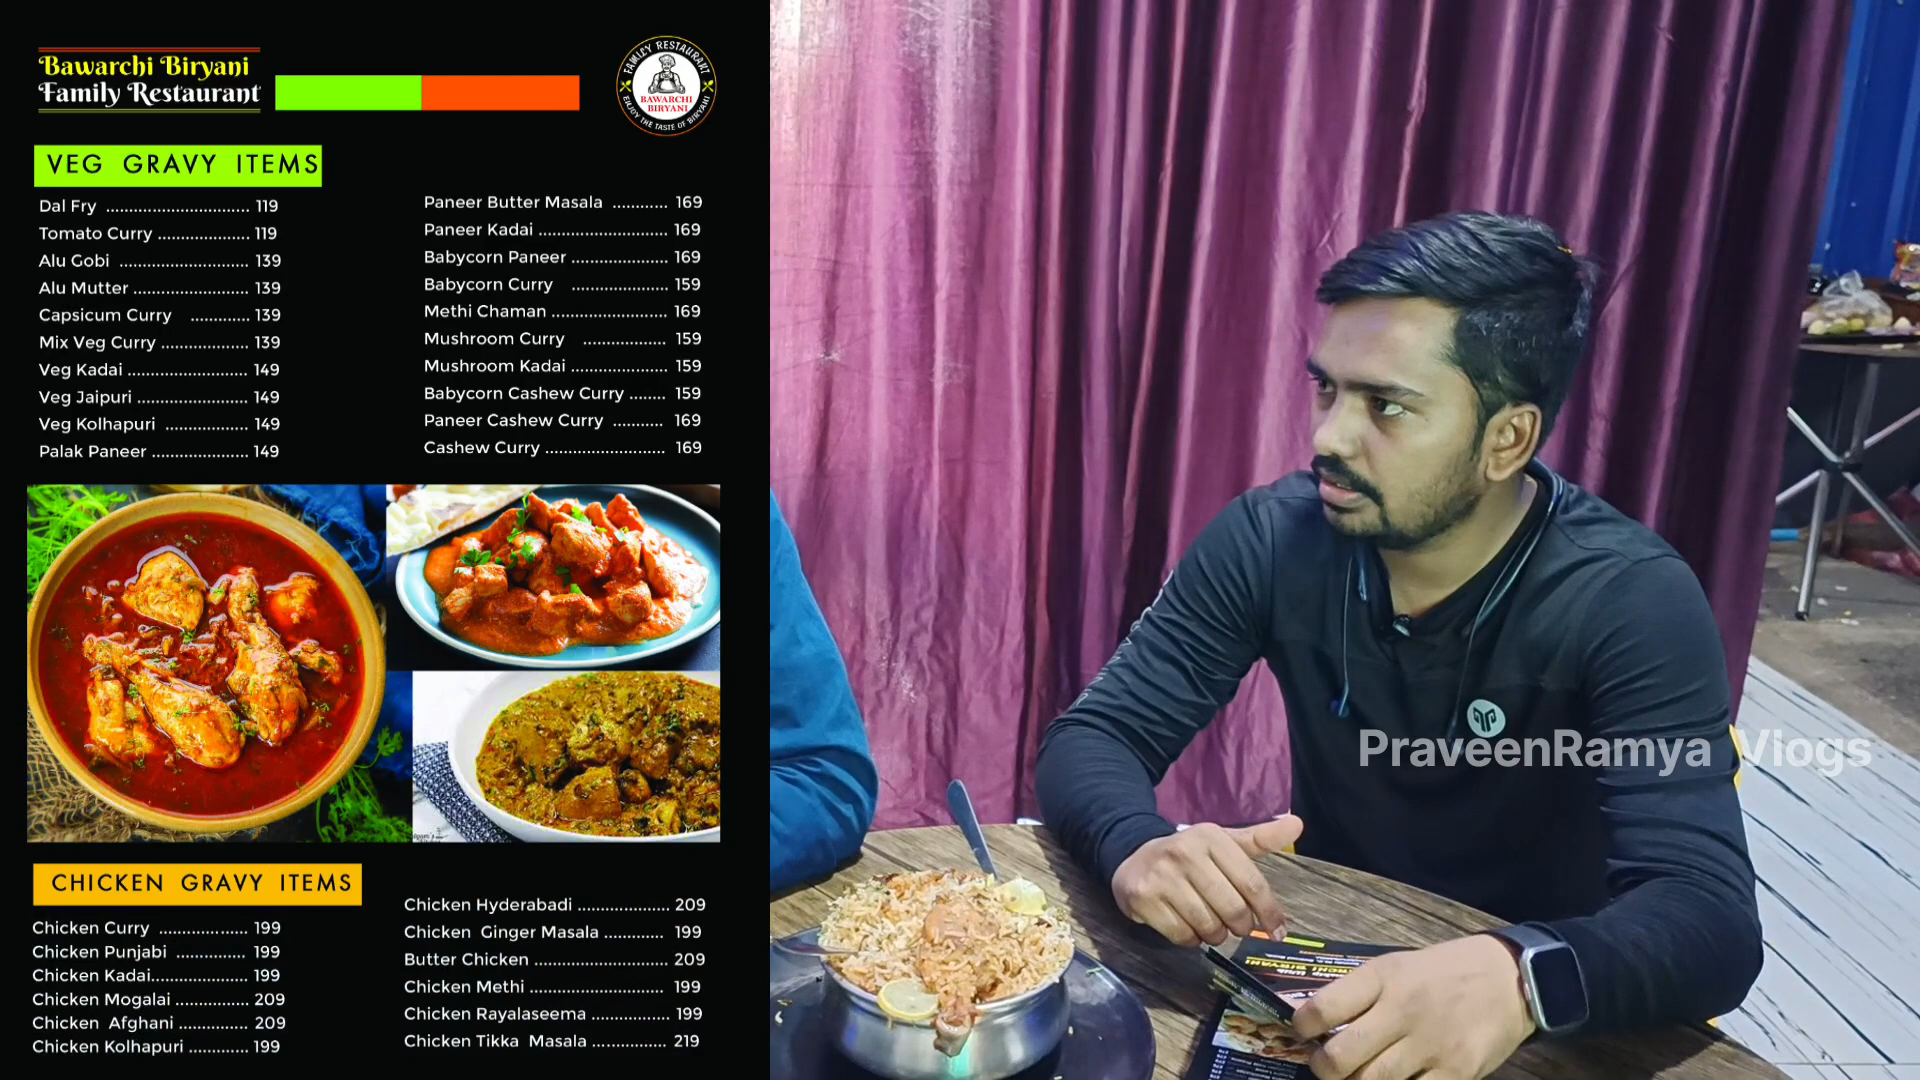 Bawarchi Biryani
Family Restaurant
FAMILY RESTAURANT
BAWARCHI
BIRYANI
ENJOY THE TASTE OF BIRYANI
VEG GRAVY ITEMS
Dal Fry ............................. 119
Tomato Curry .................... 119
Alu Gobi ............................ 139
Alu Mutter ......................... 139
Capsicum Curry ............. 139
Mix Veg Curry ................... 139
Veg Kadai .......................... 149
Veg Jaipuri ........................ 149
Veg Kolhapuri .................. 149
Palak Paneer ..................... 149
Paneer Butter Masala ............ 169
Paneer Kadai ............................ 169
Babycorn Paneer ..................... 169
Babycorn Curry ..................... 159
Methi Chaman ......................... 169
Mushroom Curry .................. 159
Mushroom Kadai ..................... 159
Babycorn Cashew Curry ........ 159
Paneer Cashew Curry ........... 169
Cashew Curry .......................... 169
CHICKEN GRAVY ITEMS
Chicken Curry ................... 199
Chicken Punjabi ............... 199
Chicken Kadai..................... 199
Chicken Mogalai ................ 209
Chicken Afghani ............... 209
Chicken Kolhapuri ............. 199
Chicken Hyderabadi .................... 209
Chicken Ginger Masala ............. 199
Butter Chicken ............................. 209
Chicken Methi ............................. 199
Chicken Rayalaseema ................. 199
Chicken Tikka Masala ................ 219
PraveenRamya Vlogs